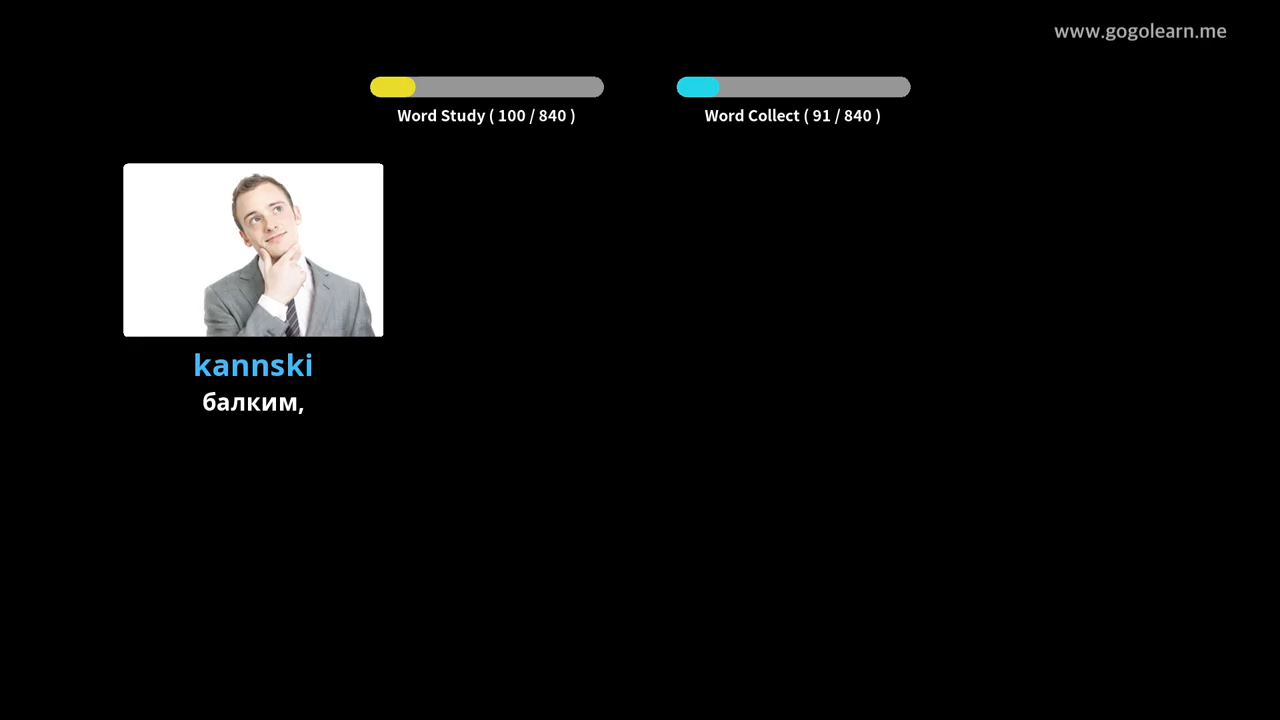 www.gogolearn.me
Word Study ( 100 / 840 )
Word Collect ( 91 / 840 )
kannski
балким,